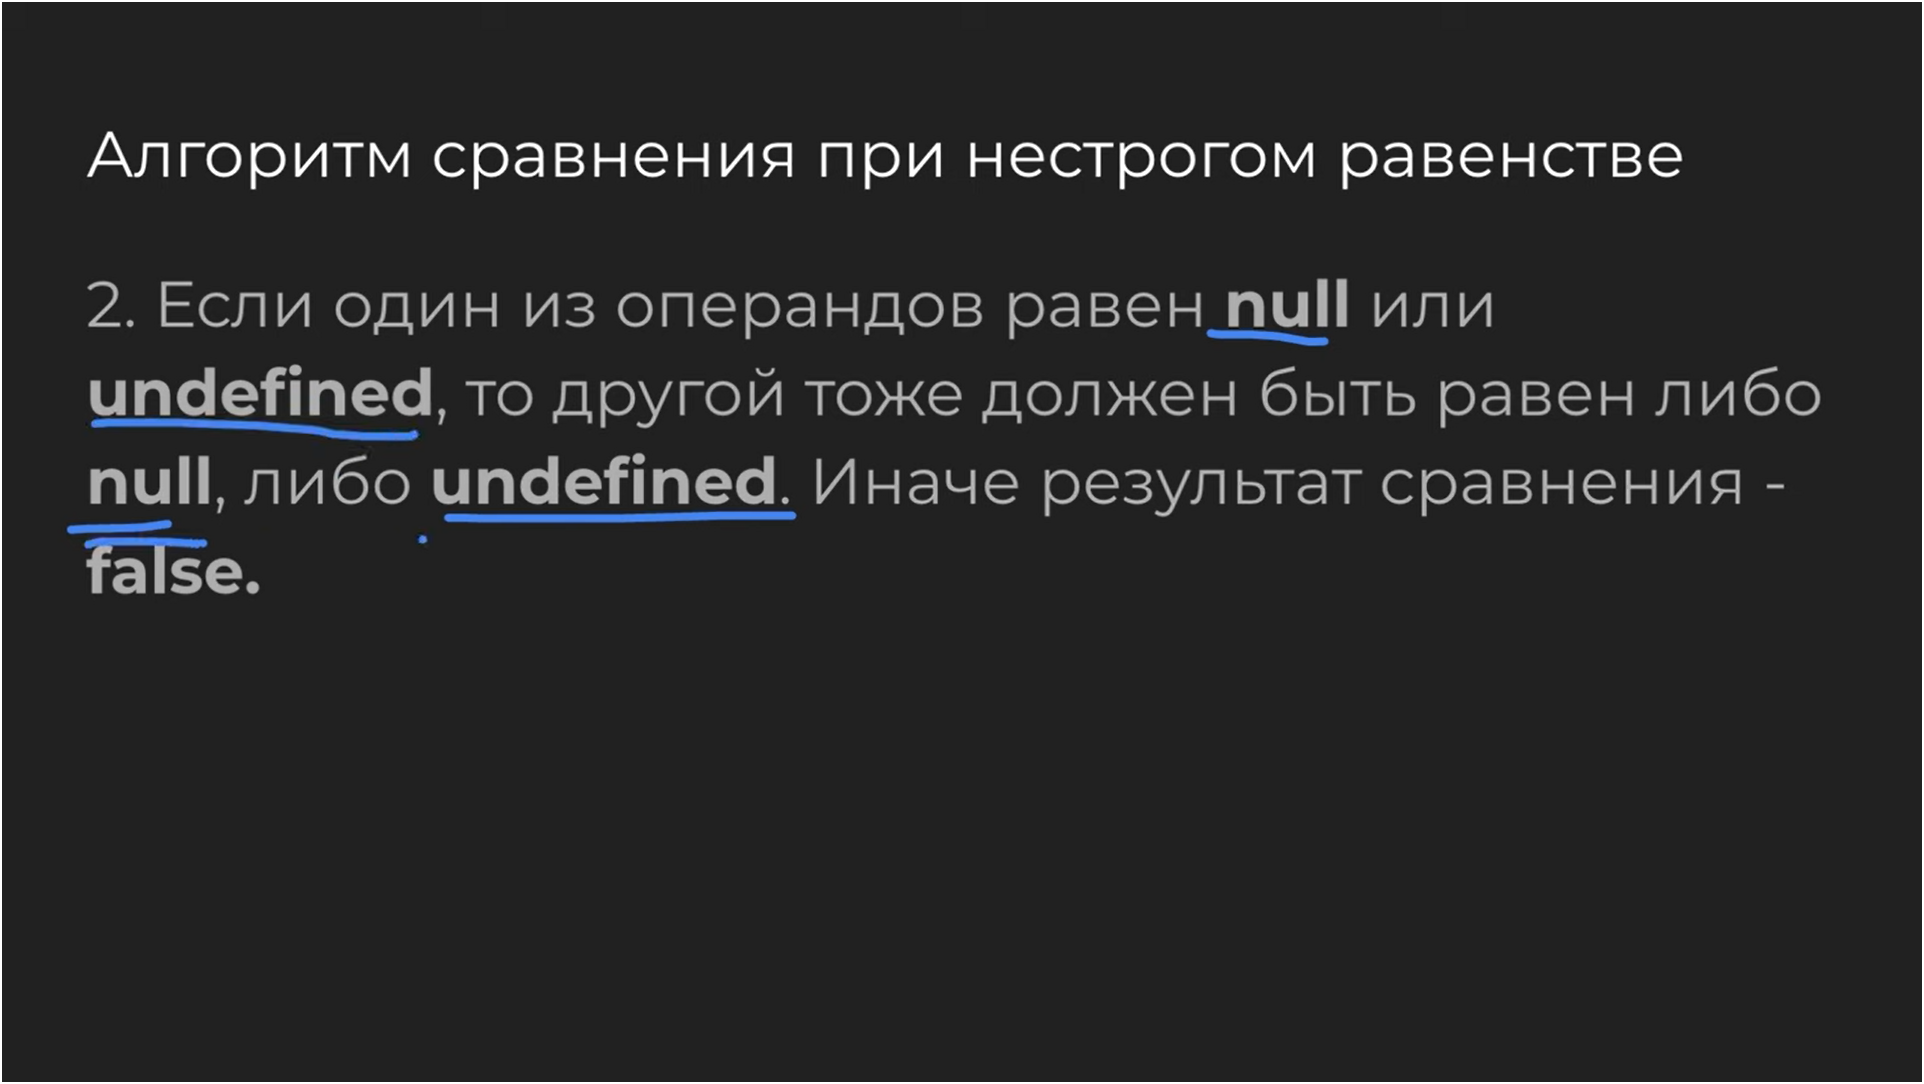 Алгоритм сравнения при нестрогом равенстве
2. Если один из операндов равен null или
undefined, то другой тоже должен быть равен либо
null, либо undefined. Иначе результат сравнения -
false.